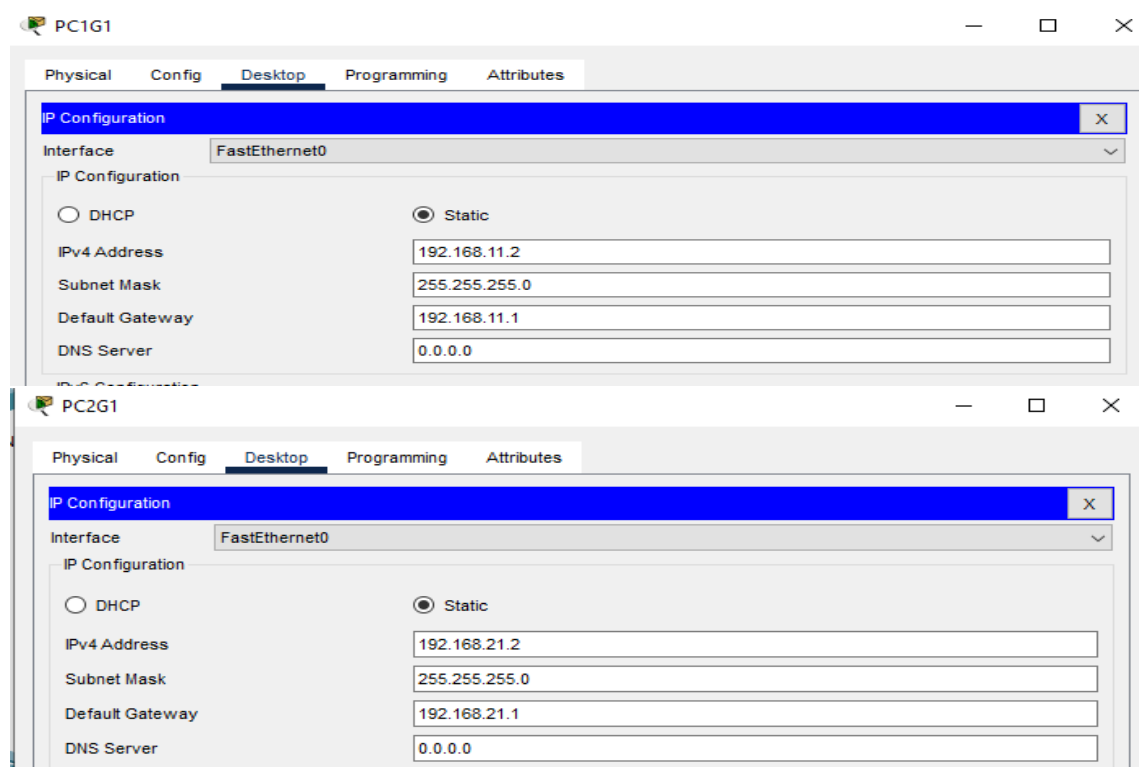 PC1G1
Physical Config Desktop Programming Attributes
IP Configuration X
Interface FastEthernet0
IP Configuration
DHCP Static
IPv4 Address 192.168.11.2
Subnet Mask 255.255.255.0
Default Gateway 192.168.11.1
DNS Server 0.0.0.0
PC2G1
Physical Config Desktop Programming Attributes
IP Configuration X
Interface FastEthernet0
IP Configuration
DHCP Static
IPv4 Address 192.168.21.2
Subnet Mask 255.255.255.0
Default Gateway 192.168.21.1
DNS Server 0.0.0.0